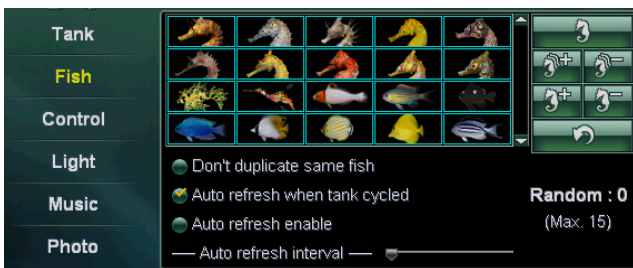 Tank
Fish
Control
Light
Music
Photo
Don't duplicate same fish
Auto refresh when tank cycled
Auto refresh enable
Auto refresh interval
Random : 0
(Max. 15)